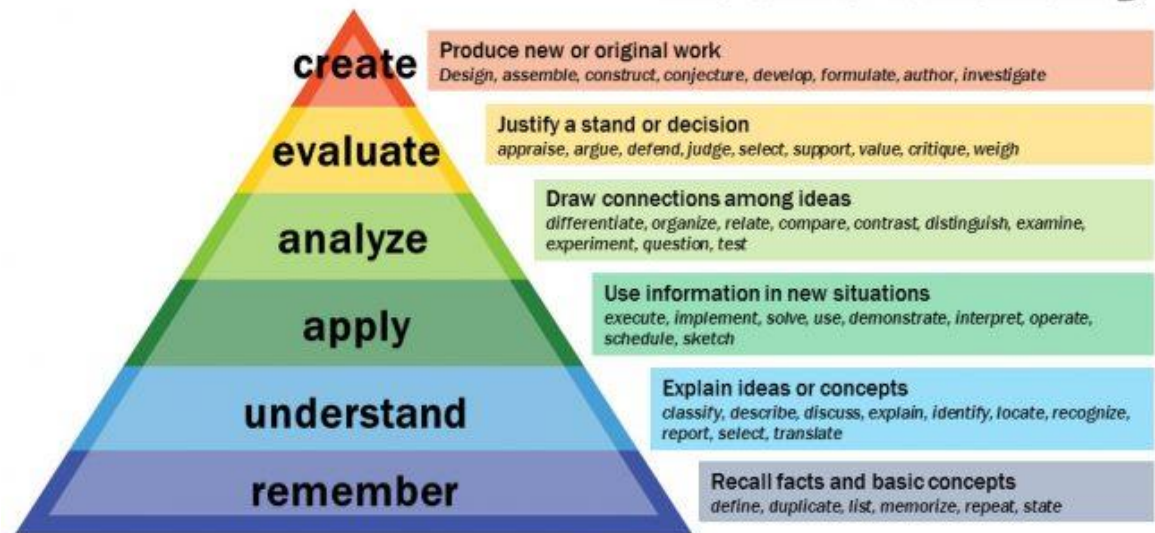 create
Produce new or original work
Design, assemble, construct, conjecture, develop, formulate, author, investigate
evaluate
Justify a stand or decision
appraise, argue, defend, judge, select, support, value, critique, weigh
analyze
Draw connections among ideas
differentiate, organize, relate, compare, contrast, distinguish, examine,
experiment, question, test
apply
Use information in new situations
execute, implement, solve, use, demonstrate, interpret, operate,
schedule, sketch
understand
Explain ideas or concepts
classify, describe, discuss, explain, identify, locate, recognize,
report, select, translate
remember
Recall facts and basic concepts
define, duplicate, list, memorize, repeat, state